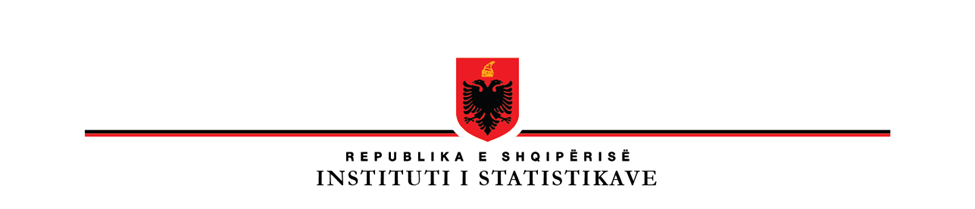 REPUBLIKA E SHQIPËRISË
INSTITUTI I STATISTIKAVE